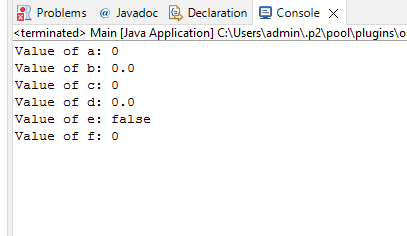 Problems @ Javadoc Declaration Console
<terminated> Main [Java Application] C:\Users\admin\.p2\pool\plugins\o
Value of a: 0
Value of b: 0.0
Value of c: 0
Value of d: 0.0
Value of e: false
Value of f: 0